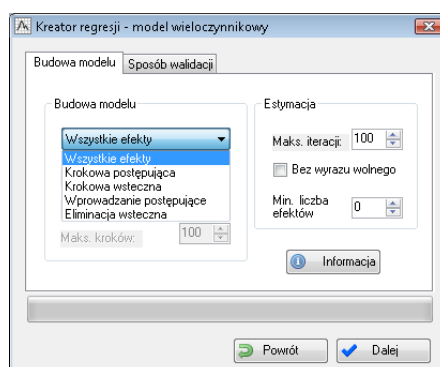 Kreator regresji - model wieloczynnikowy
Budowa modelu
Sposób walidacji
Budowa modelu
Wszystkie efekty
Wszystkie efekty
Krokowa postępująca
Krokowa wsteczna
Wprowadzanie postępujące
Eliminacja wsteczna
Maks. kroków: 100
Estymacja
Maks. iteracji: 100
Bez wyrazu wolnego
Min. liczba
efektów 0
Informacja
Powrót
Dalej